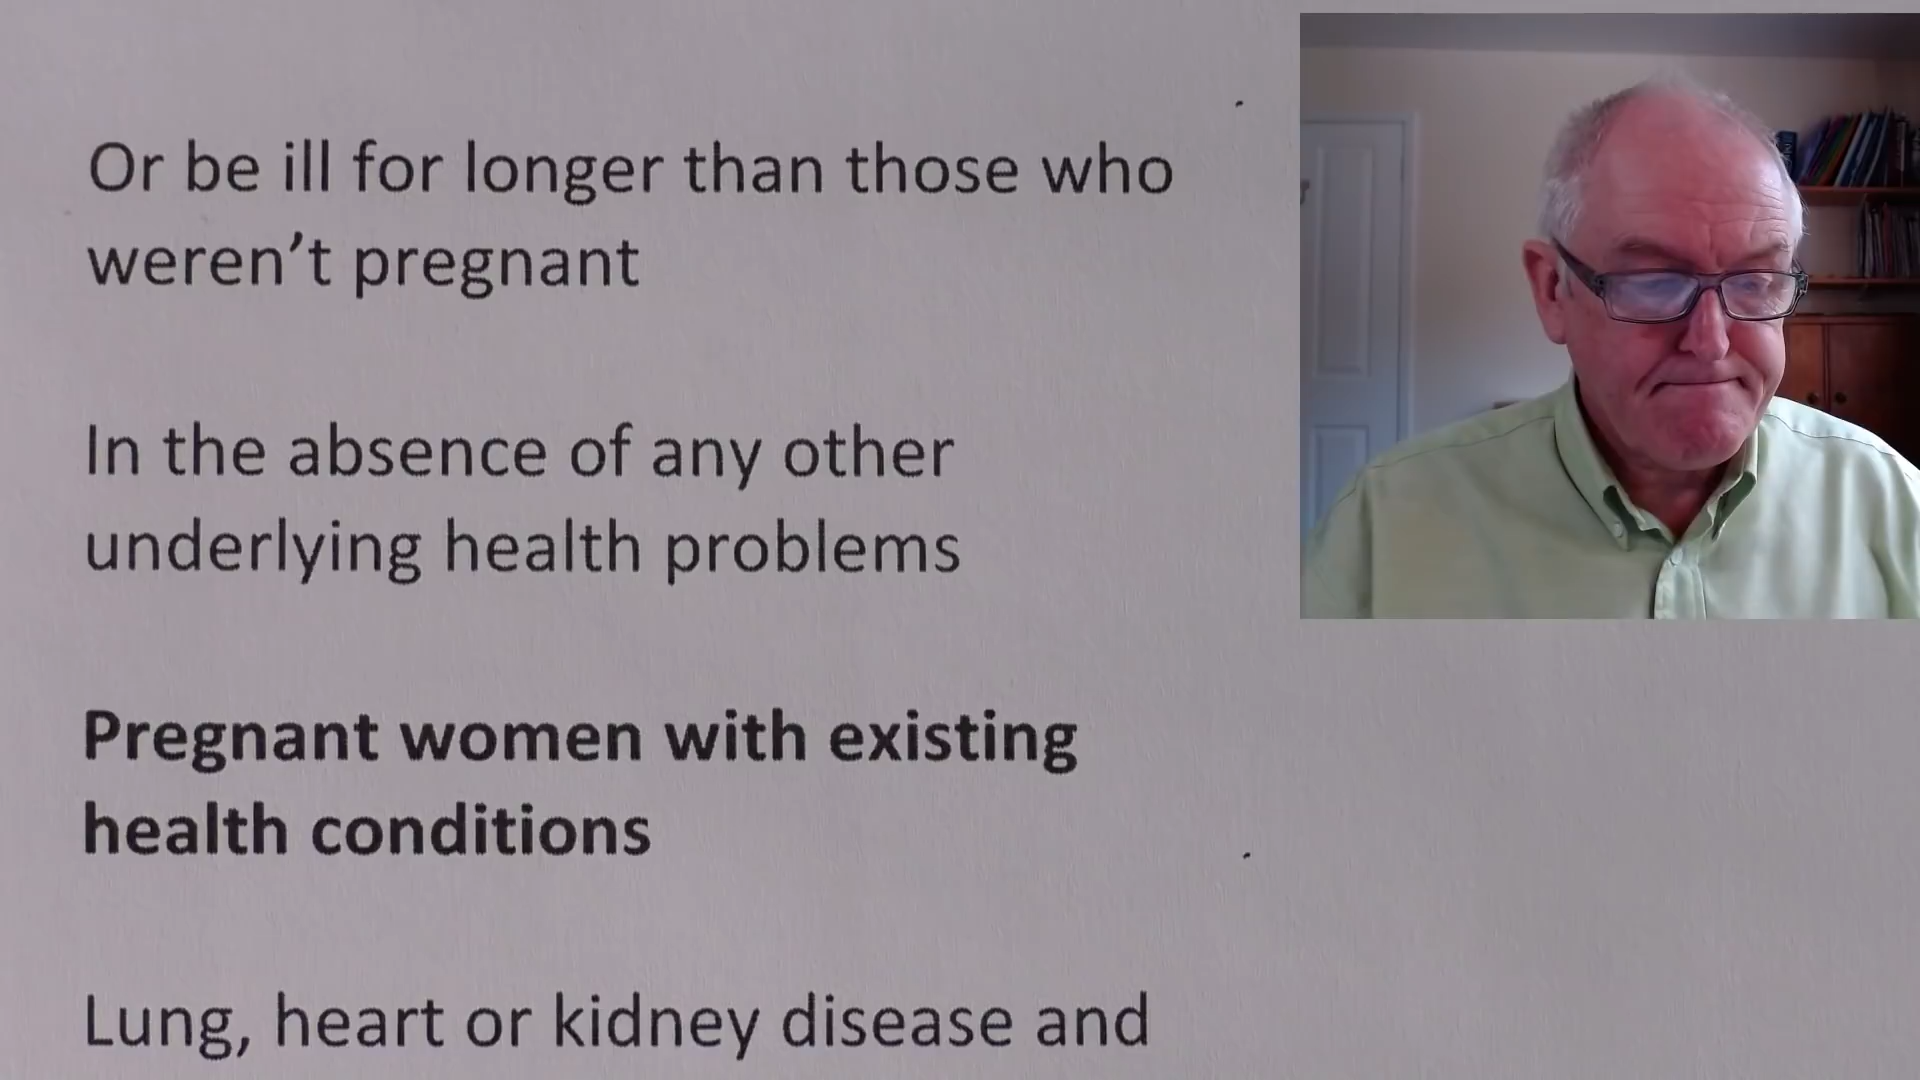 Or be ill for longer than those who
weren’t pregnant
In the absence of any other
underlying health problems
Pregnant women with existing
health conditions
Lung, heart or kidney disease and